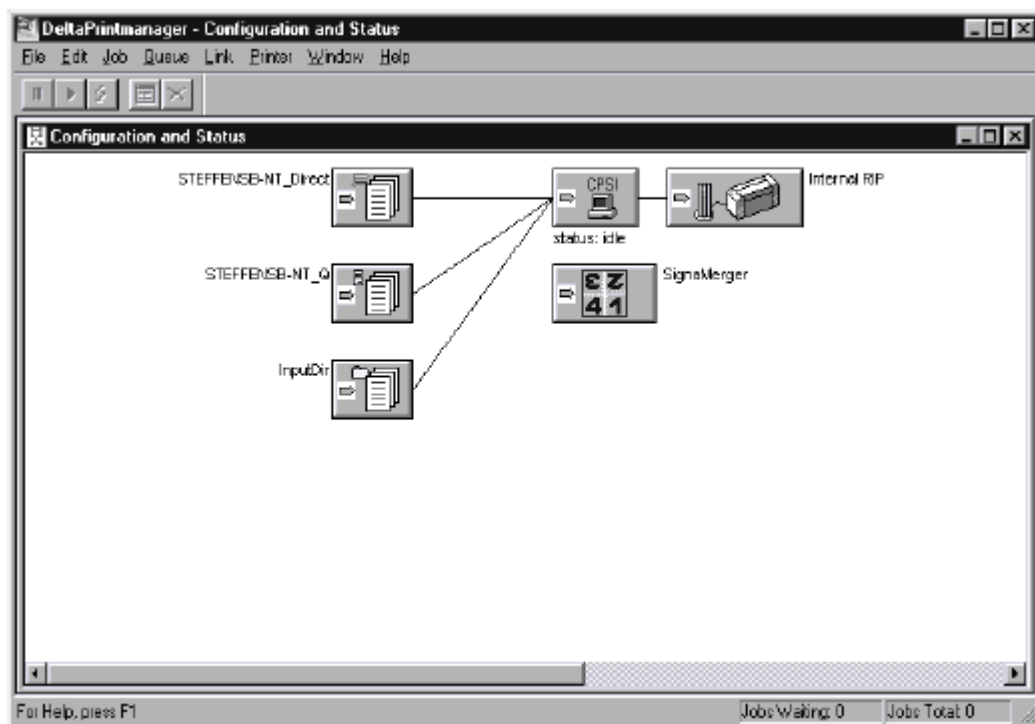 DeltaPrintmanager - Configuration and Status
File Edit Job Queue Link Printer Window Help
Configuration and Status
STEFFENSB-NT_Direct
CPSI
Internal RIP
status: idle
STEFFENSB-NT_Q
SignaMerger
InputDir
For Help, press F1
Jobs Waiting: 0
Jobs Total: 0